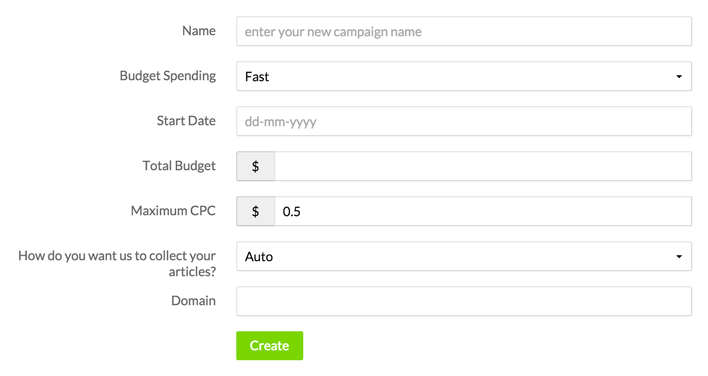 Name enter your new campaign name
Budget Spending Fast
Start Date dd-mm-yyyy
Total Budget $
Maximum CPC $ 0.5
How do you want us to collect your Auto
articles?
Domain
Create